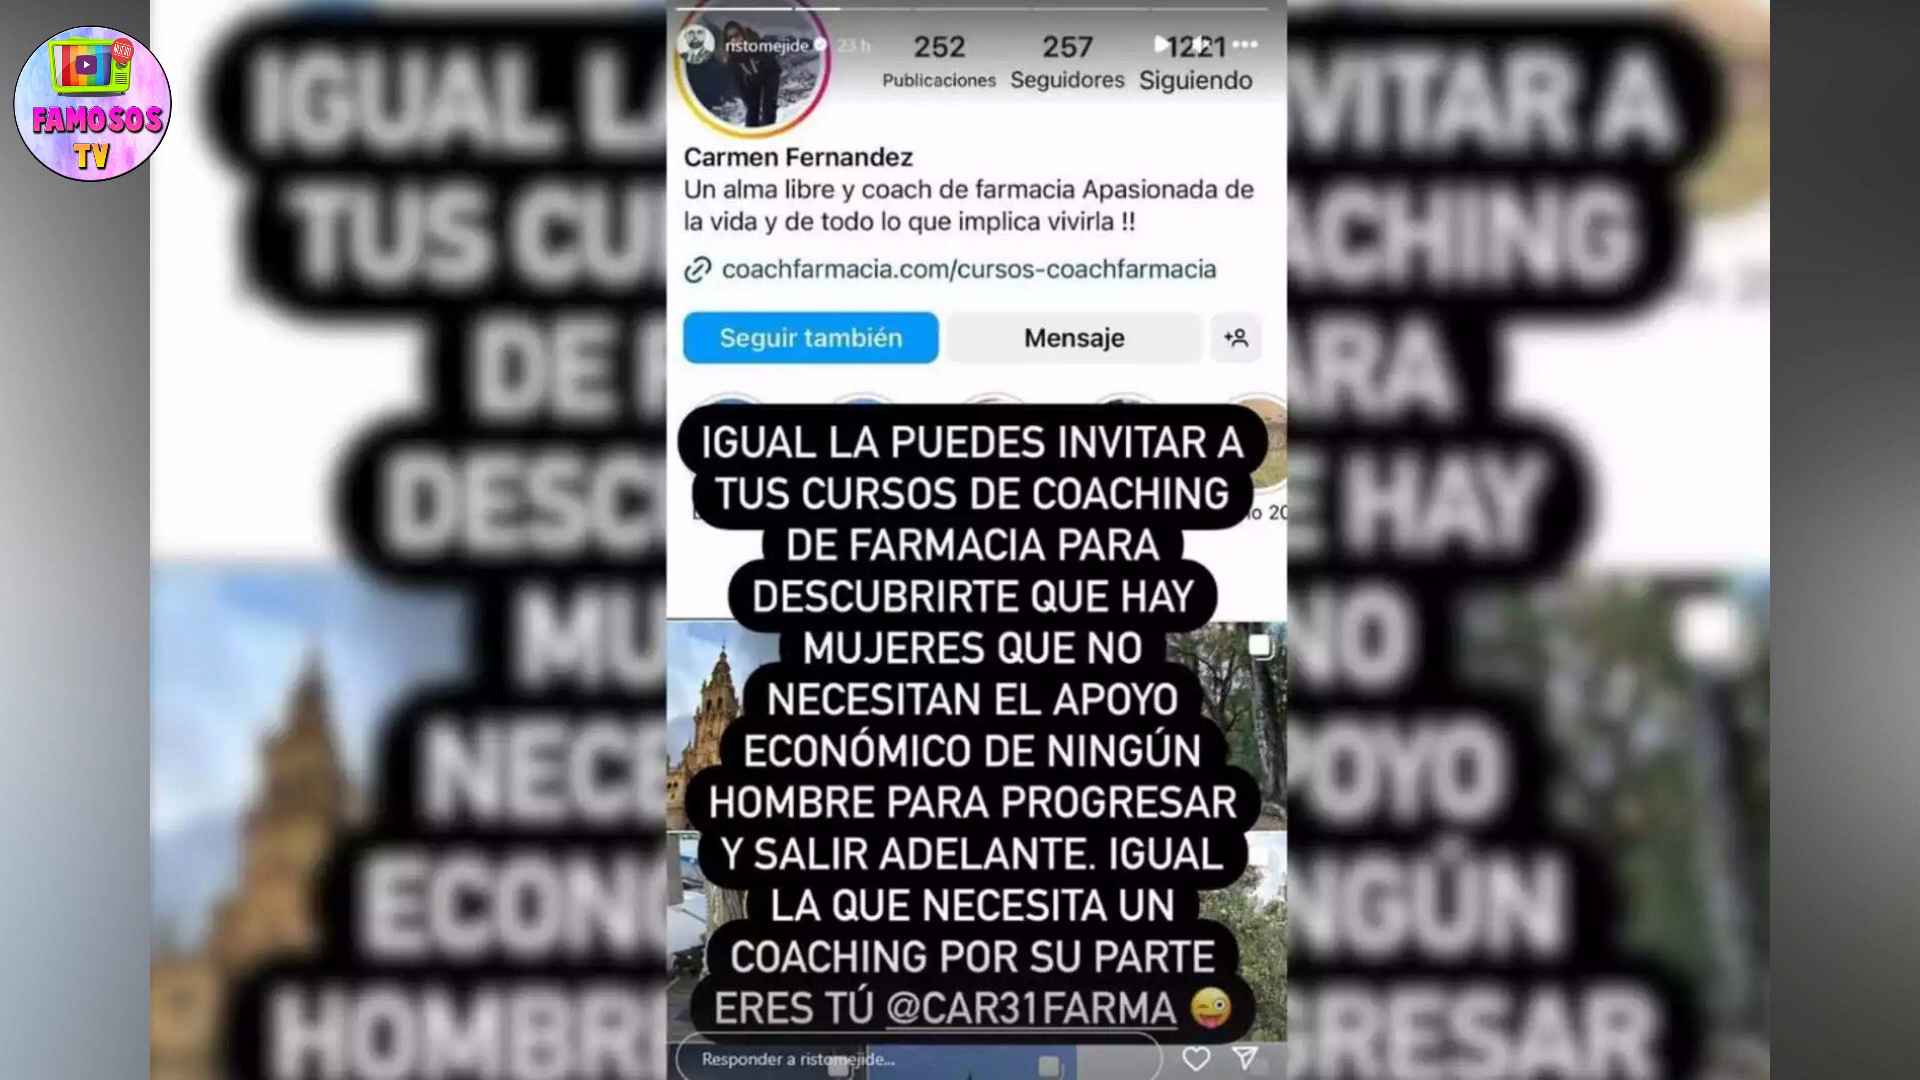 NUEVO
FAMOSOS
TV
ristomejide 23 h
252 257 1221
Publicaciones Seguidores Siguiendo
Carmen Fernandez
Un alma libre y coach de farmacia Apasionada de
la vida y de todo lo que implica vivirla !!
coachfarmacia.com/cursos-coachfarmacia
Seguir también Mensaje
IGUAL LA PUEDES INVITAR A
TUS CURSOS DE COACHING
DE FARMACIA PARA
DESCUBRIRTE QUE HAY
MUJERES QUE NO
NECESITAN EL APOYO
ECONÓMICO DE NINGÚN
HOMBRE PARA PROGRESAR
Y SALIR ADELANTE. IGUAL
LA QUE NECESITA UN
COACHING POR SU PARTE
ERES TÚ @CAR31FARMA 😜
Responder a ristomejide...